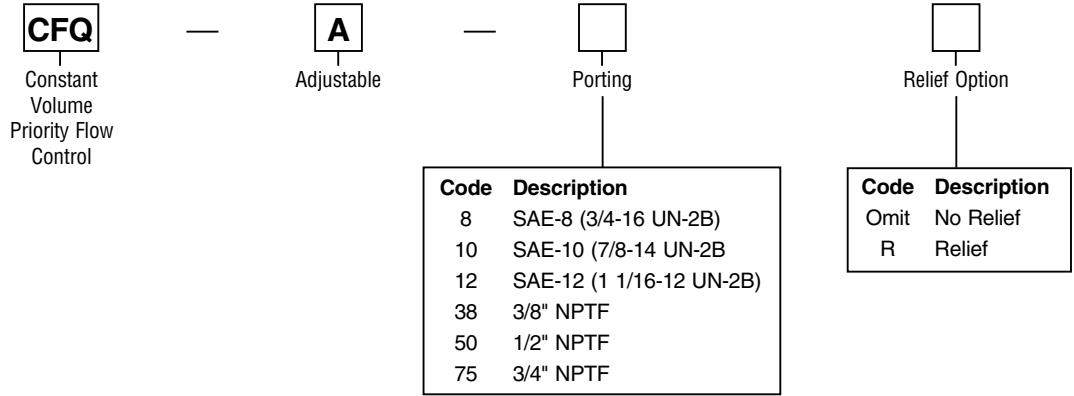 CFQ — A —
Constant
Volume
Priority Flow
Control
Adjustable
Porting
Relief Option
Code Description
8 SAE-8 (3/4-16 UN-2B)
10 SAE-10 (7/8-14 UN-2B
12 SAE-12 (1 1/16-12 UN-2B)
38 3/8" NPTF
50 1/2" NPTF
75 3/4" NPTF
Code Description
Omit No Relief
R Relief